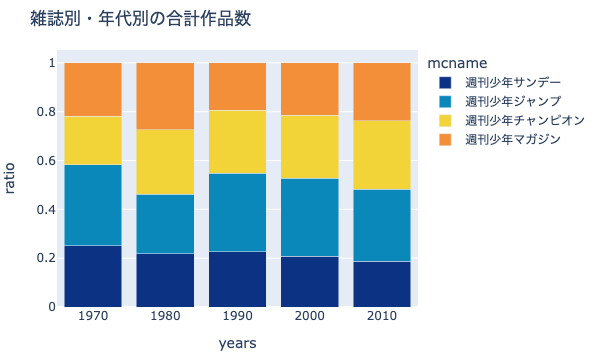 雑誌別・年代別の合計作品数
mcname
週刊少年サンデー
週刊少年ジャンプ
週刊少年チャンピオン
週刊少年マガジン
ratio
1
0.8
0.6
0.4
0.2
0
1970 1980 1990 2000 2010
years